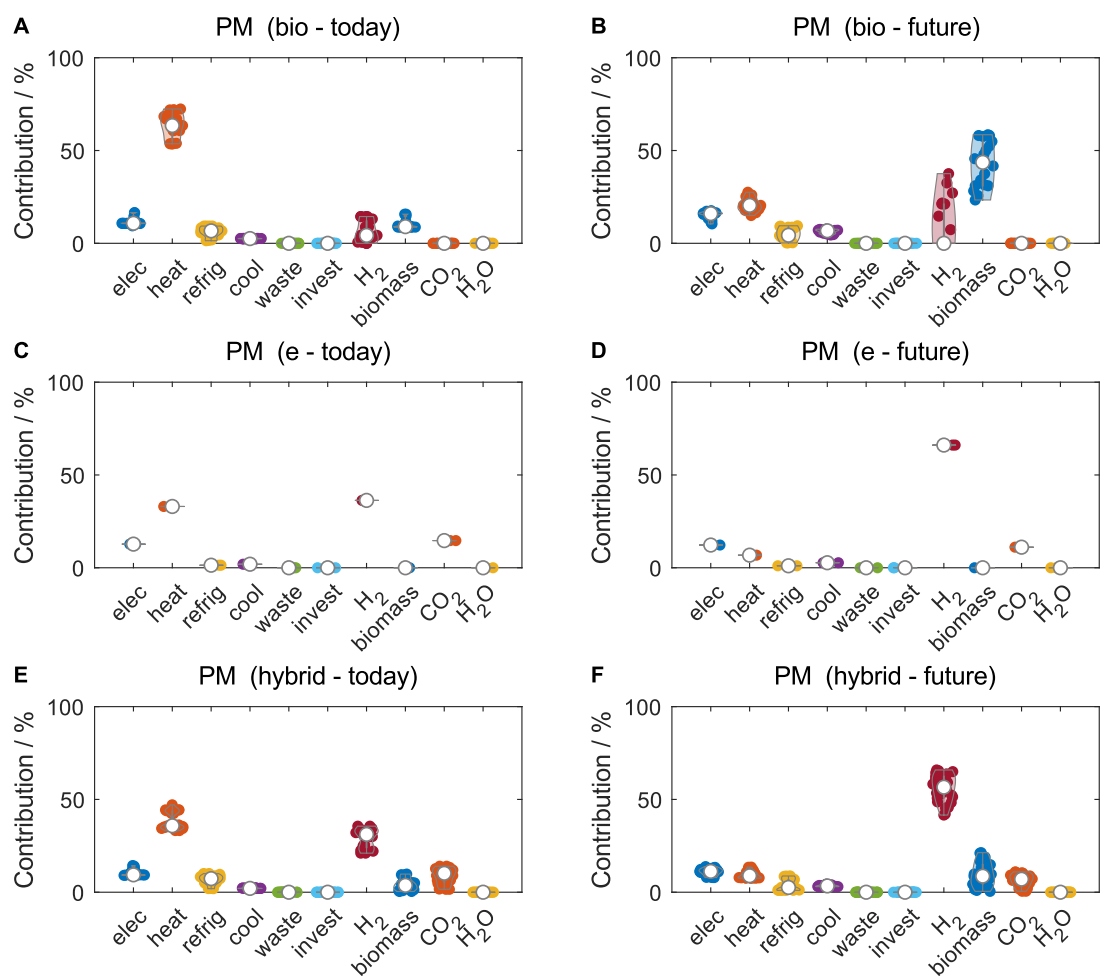 A
PM (bio - today)
Contribution / %
100
50
0
elec
heat
refrig
cool
waste
invest
H2
biomass
CO2
H2O
B
PM (bio - future)
Contribution / %
100
50
0
elec
heat
refrig
cool
waste
invest
H2
biomass
CO2
H2O
C
PM (e - today)
Contribution / %
100
50
0
elec
heat
refrig
cool
waste
invest
H2
biomass
CO2
H2O
D
PM (e - future)
Contribution / %
100
50
0
elec
heat
refrig
cool
waste
invest
H2
biomass
CO2
H2O
E
PM (hybrid - today)
Contribution / %
100
50
0
elec
heat
refrig
cool
waste
invest
H2
biomass
CO2
H2O
F
PM (hybrid - future)
Contribution / %
100
50
0
elec
heat
refrig
cool
waste
invest
H2
biomass
CO2
H2O